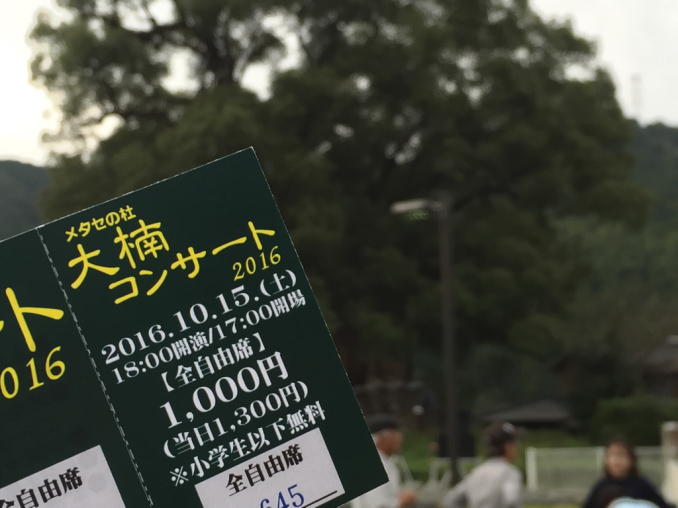 メタセの杜
大楠
コンサート
2016
2016.10.15.(土)
18:00開演/17:00開場
【全自由席】
1,000円
(当日1,300円)
※小学生以下無料
全自由席
645
ート
016
全自由席